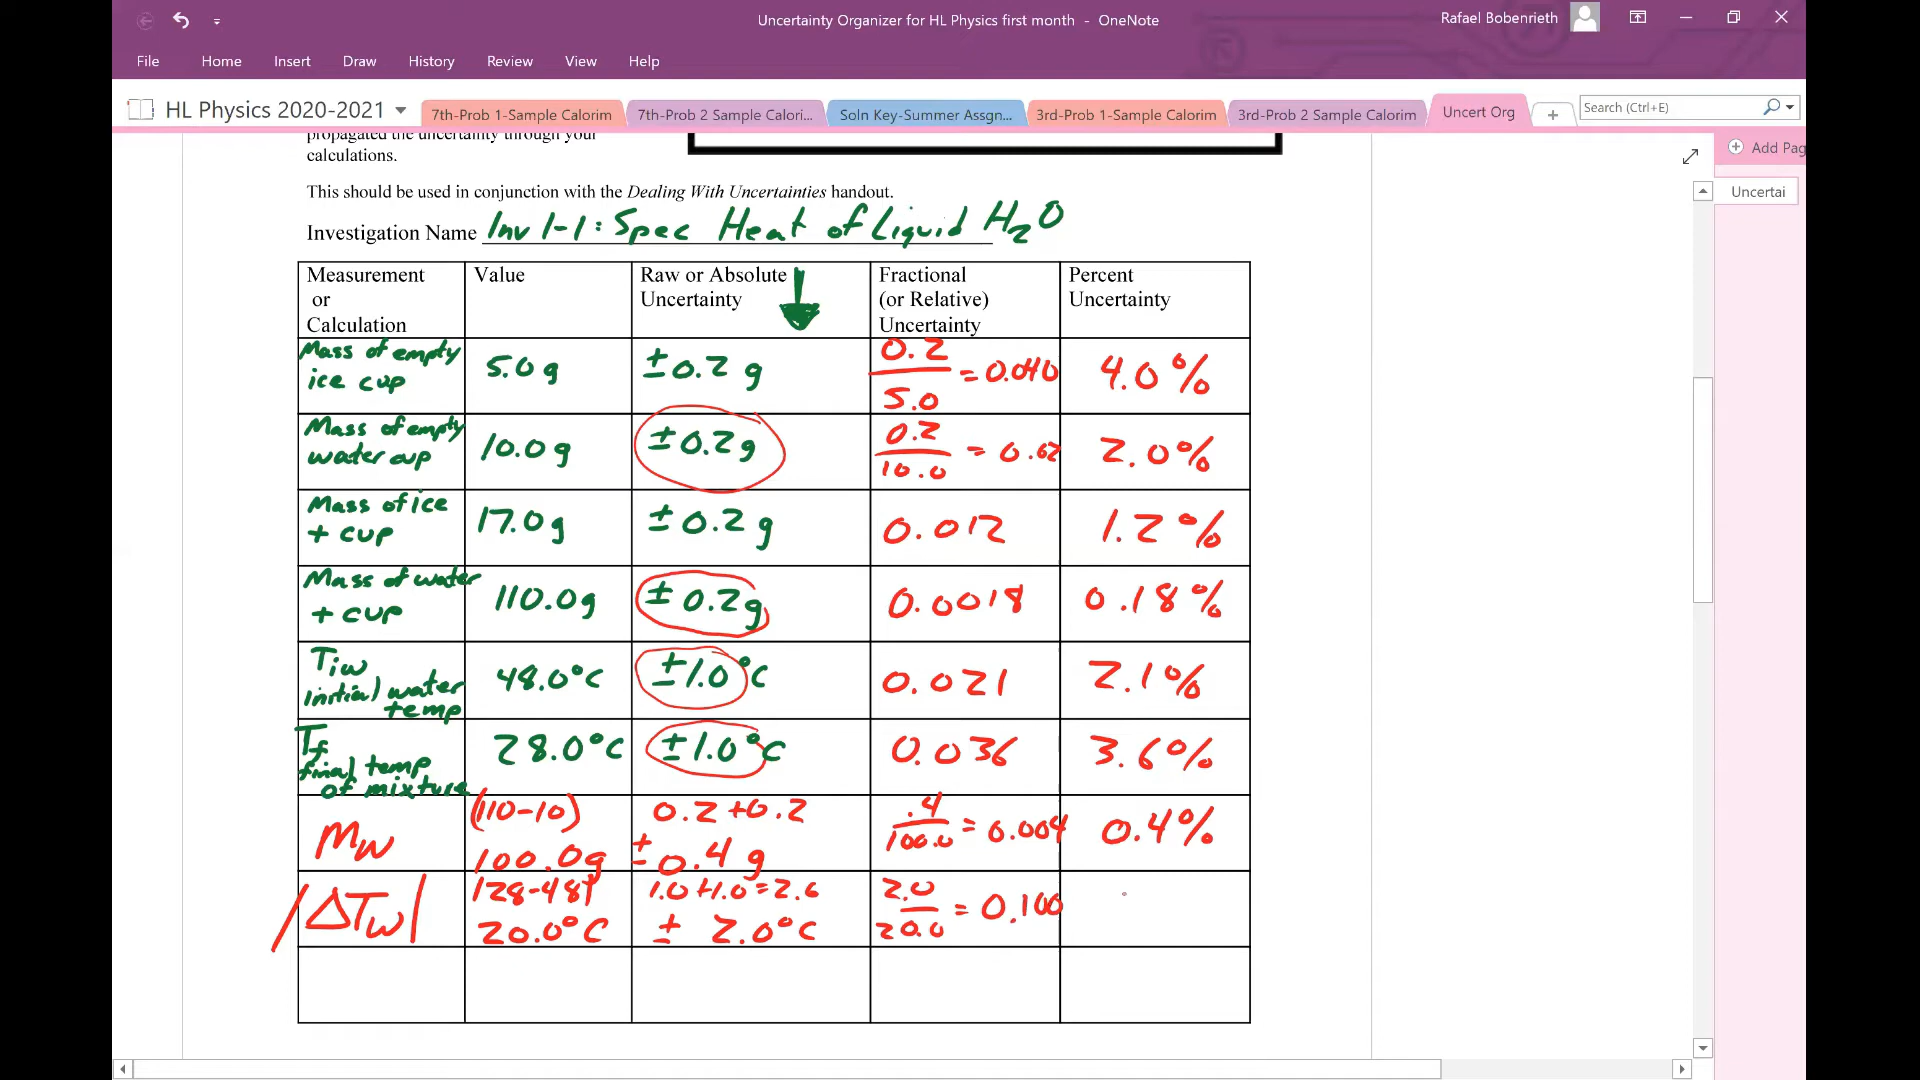 Uncertainty Organizer for HL Physics first month - OneNote
Rafael Bobenrieth
File Home Insert Draw History Review View Help
HL Physics 2020-2021
7th-Prob 1-Sample Calorim
7th-Prob 2 Sample Calori...
Soln Key-Summer Assgn...
3rd-Prob 1-Sample Calorim
3rd-Prob 2 Sample Calorim
Uncert Org
Search (Ctrl+E)
Add Pag
Uncertai
propagated the uncertainty through your
calculations.
This should be used in conjunction with the Dealing With Uncertainties handout.
Investigation Name Inv 1-1: Spec Heat of Liquid H2O
Measurement
or
Calculation
Value
Raw or Absolute
Uncertainty
Fractional
(or Relative)
Uncertainty
Percent
Uncertainty
Mass of empty
ice cup
5.0 g
± 0.2 g
0.2
5.0
= 0.040
4.0 %
Mass of empty
water cup
10.0 g
± 0.2 g
0.2
10.0
= 0.02
2.0%
Mass of ice
+ cup
17.0 g
± 0.2 g
0.012
1.2 %
Mass of water
+ cup
110.0 g
± 0.2 g
0.0018
0.18 %
Tiw
initial water
temp
48.0°C
±1.0°C
0.021
2.1%
Tf
final temp
of mixture
28.0°C
±1.0°C
0.036
3.6%
Mw
(110-10)
100.0g
0.2+0.2
± 0.4 g
.4
100.0
= 0.004
0.4%
|ΔTw|
|28-48|
20.0°C
1.0+1.0=2.0
± 2.0°C
2.0
20.0
= 0.100